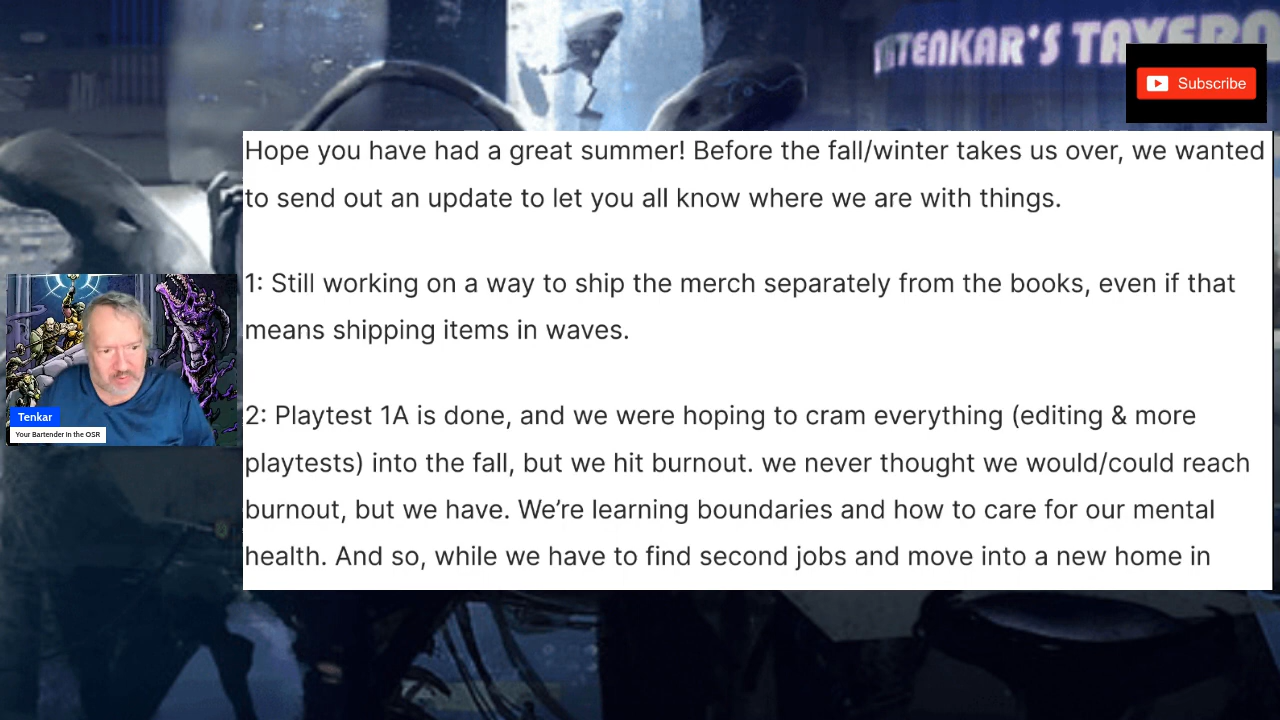 TENKAR'S TAVERN
Subscribe
Hope you have had a great summer! Before the fall/winter takes us over, we wanted
to send out an update to let you all know where we are with things.
1: Still working on a way to ship the merch separately from the books, even if that
means shipping items in waves.
2: Playtest 1A is done, and we were hoping to cram everything (editing & more
playtests) into the fall, but we hit burnout. we never thought we would/could reach
burnout, but we have. We’re learning boundaries and how to care for our mental
health. And so, while we have to find second jobs and move into a new home in
Tenkar
Your Bartender In the OSR